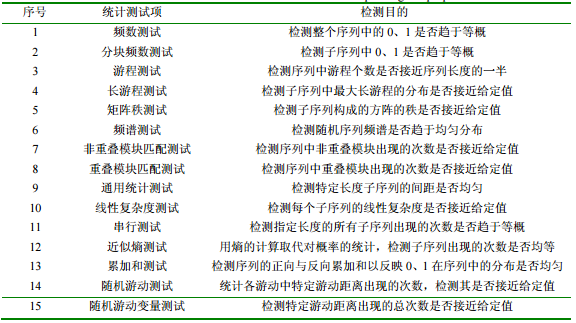 序号 统计测试项 检测目的
1 频数测试 检测整个序列中的 0、1 是否趋于等概
2 分块频数测试 检测子序列中 0、1 是否趋于等概
3 游程测试 检测序列中游程个数是否接近序列长度的一半
4 长游程测试 检测子序列中最大长游程的分布是否接近给定值
5 矩阵秩测试 检测子序列构成的方阵的秩是否接近给定值
6 频谱测试 检测随机序列频谱是否趋于均匀分布
7 非重叠模块匹配测试 检测序列中非重叠模块出现的次数是否接近给定值
8 重叠模块匹配测试 检测序列中重叠模块出现的次数是否接近给定值
9 通用统计测试 检测特定长度子序列的间距是否均匀
10 线性复杂度测试 检测每个子序列的线性复杂度是否接近给定值
11 串行测试 检测指定长度的所有子序列出现的次数是否趋于等概
12 近似熵测试 用熵的计算取代对概率的统计，检测子序列出现的次数是否均等
13 累加和测试 检测序列的正向与反向累加和以反映 0、1 在序列中的分布是否均匀
14 随机游动测试 统计各游动中特定游动距离出现的次数，检测其是否接近给定值
15 随机游动变量测试 检测特定游动距离出现的总次数是否接近给定值